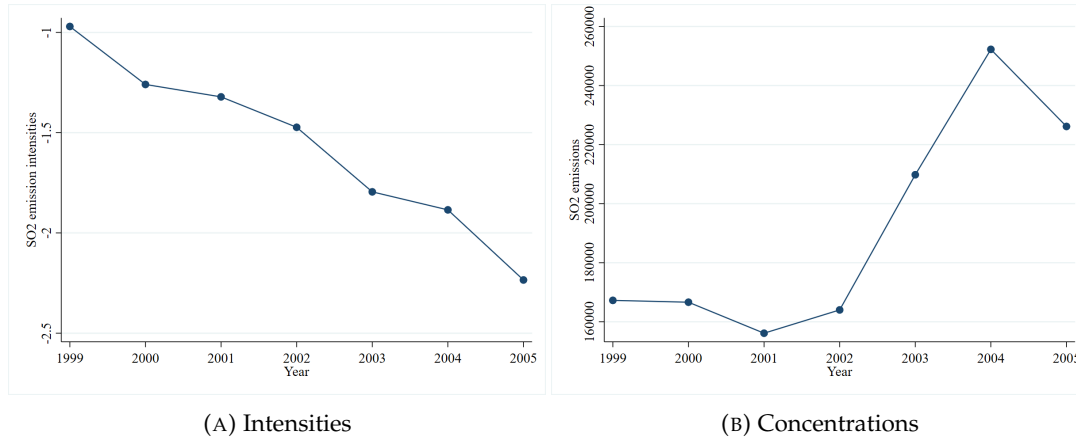 SO2 emission intensities
-1
-1.5
-2
-2.5
1999 2000 2001 2002 2003 2004 2005
Year
(A) Intensities
SO2 emissions
260000
240000
220000
200000
180000
160000
1999 2000 2001 2002 2003 2004 2005
Year
(B) Concentrations